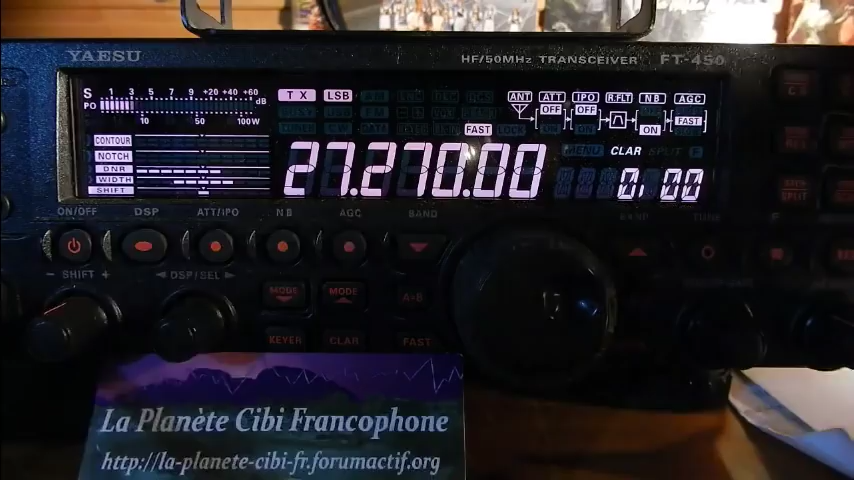 YAESU HF/50MHz TRANSCEIVER FT-450
S 1 3 5 7 9 +20 +40 +60 dB
PO
10 50 100W
TX LSB
ANT ATT IPO R.FLT NB AGC
OFF OFF ON FAST
FAST LOCK
MENU CLAR SPLIT
CONTOUR
NOTCH
DNR
WIDTH
SHIFT
27.270.00
0.00
ON/OFF DSP ATT/IPO NB AGC BAND
− SHIFT + ◄ DSP/SEL ►
MODE MODE A▸B
KEYER CLAR FAST
La Planète Cibi Francophone
http://la-planete-cibi-fr.forumactif.org